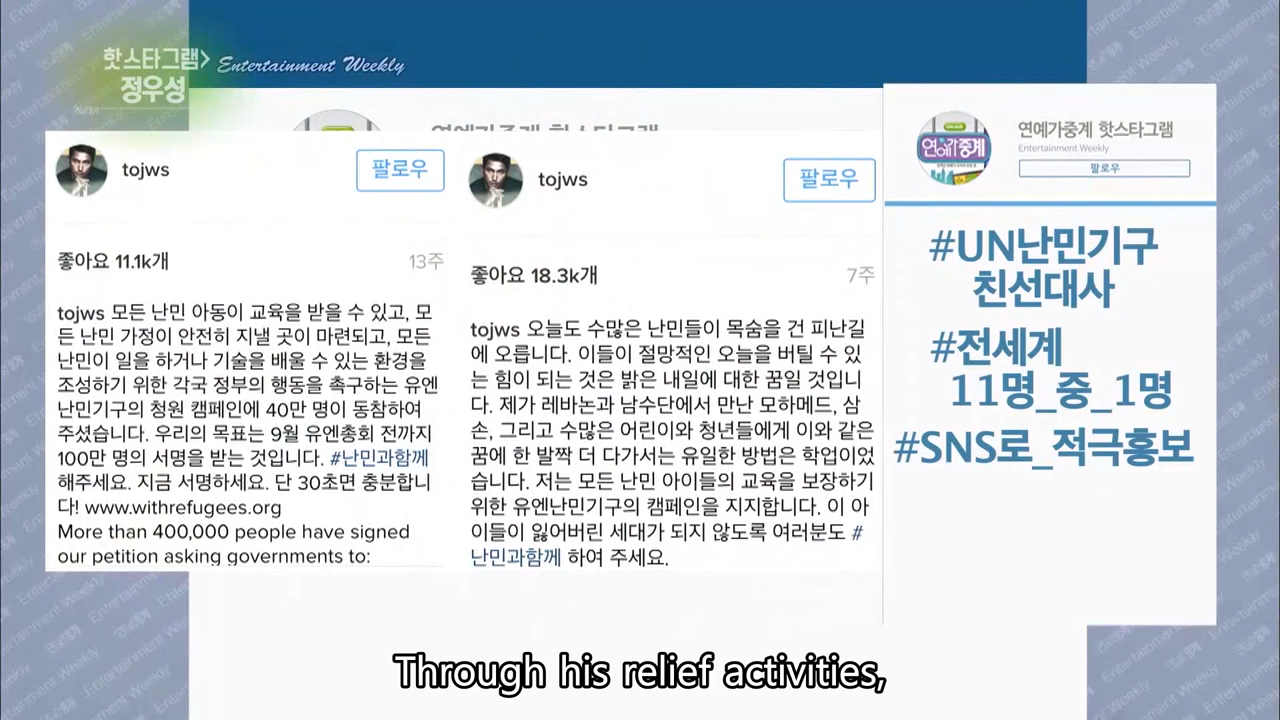 핫스타그램>
정우성
Entertainment Weekly
tojws
팔로우
좋아요 11.1k개
13주
tojws 모든 난민 아동이 교육을 받을 수 있고, 모
든 난민 가정이 안전히 지낼 곳이 마련되고, 모든
난민이 일을 하거나 기술을 배울 수 있는 환경을
조성하기 위한 각국 정부의 행동을 촉구하는 유엔
난민기구의 청원 캠페인에 40만 명이 동참하여
주셨습니다. 우리의 목표는 9월 유엔총회 전까지
100만 명의 서명을 받는 것입니다. #난민과함께
해주세요. 지금 서명하세요. 단 30초면 충분합니
다! www.withrefugees.org
More than 400,000 people have signed
our petition asking governments to:
tojws
팔로우
좋아요 18.3k개
7주
tojws 오늘도 수많은 난민들이 목숨을 건 피난길
에 오릅니다. 이들이 절망적인 오늘을 버틸 수 있
는 힘이 되는 것은 밝은 내일에 대한 꿈일 것입니
다. 제가 레바논과 남수단에서 만난 모하메드, 삼
손, 그리고 수많은 어린이와 청년들에게 이와 같은
꿈에 한 발짝 더 다가서는 유일한 방법은 학업이었
습니다. 저는 모든 난민 아이들의 교육을 보장하기
위한 유엔난민기구의 캠페인을 지지합니다. 이 아
이들이 잃어버린 세대가 되지 않도록 여러분도 #
난민과함께 하여 주세요.
연예가중계
연예가중계 핫스타그램
Entertainment Weekly
팔로우
#UN난민기구
친선대사
#전세계
11명_중_1명
#SNS로_적극홍보
Through his relief activities,